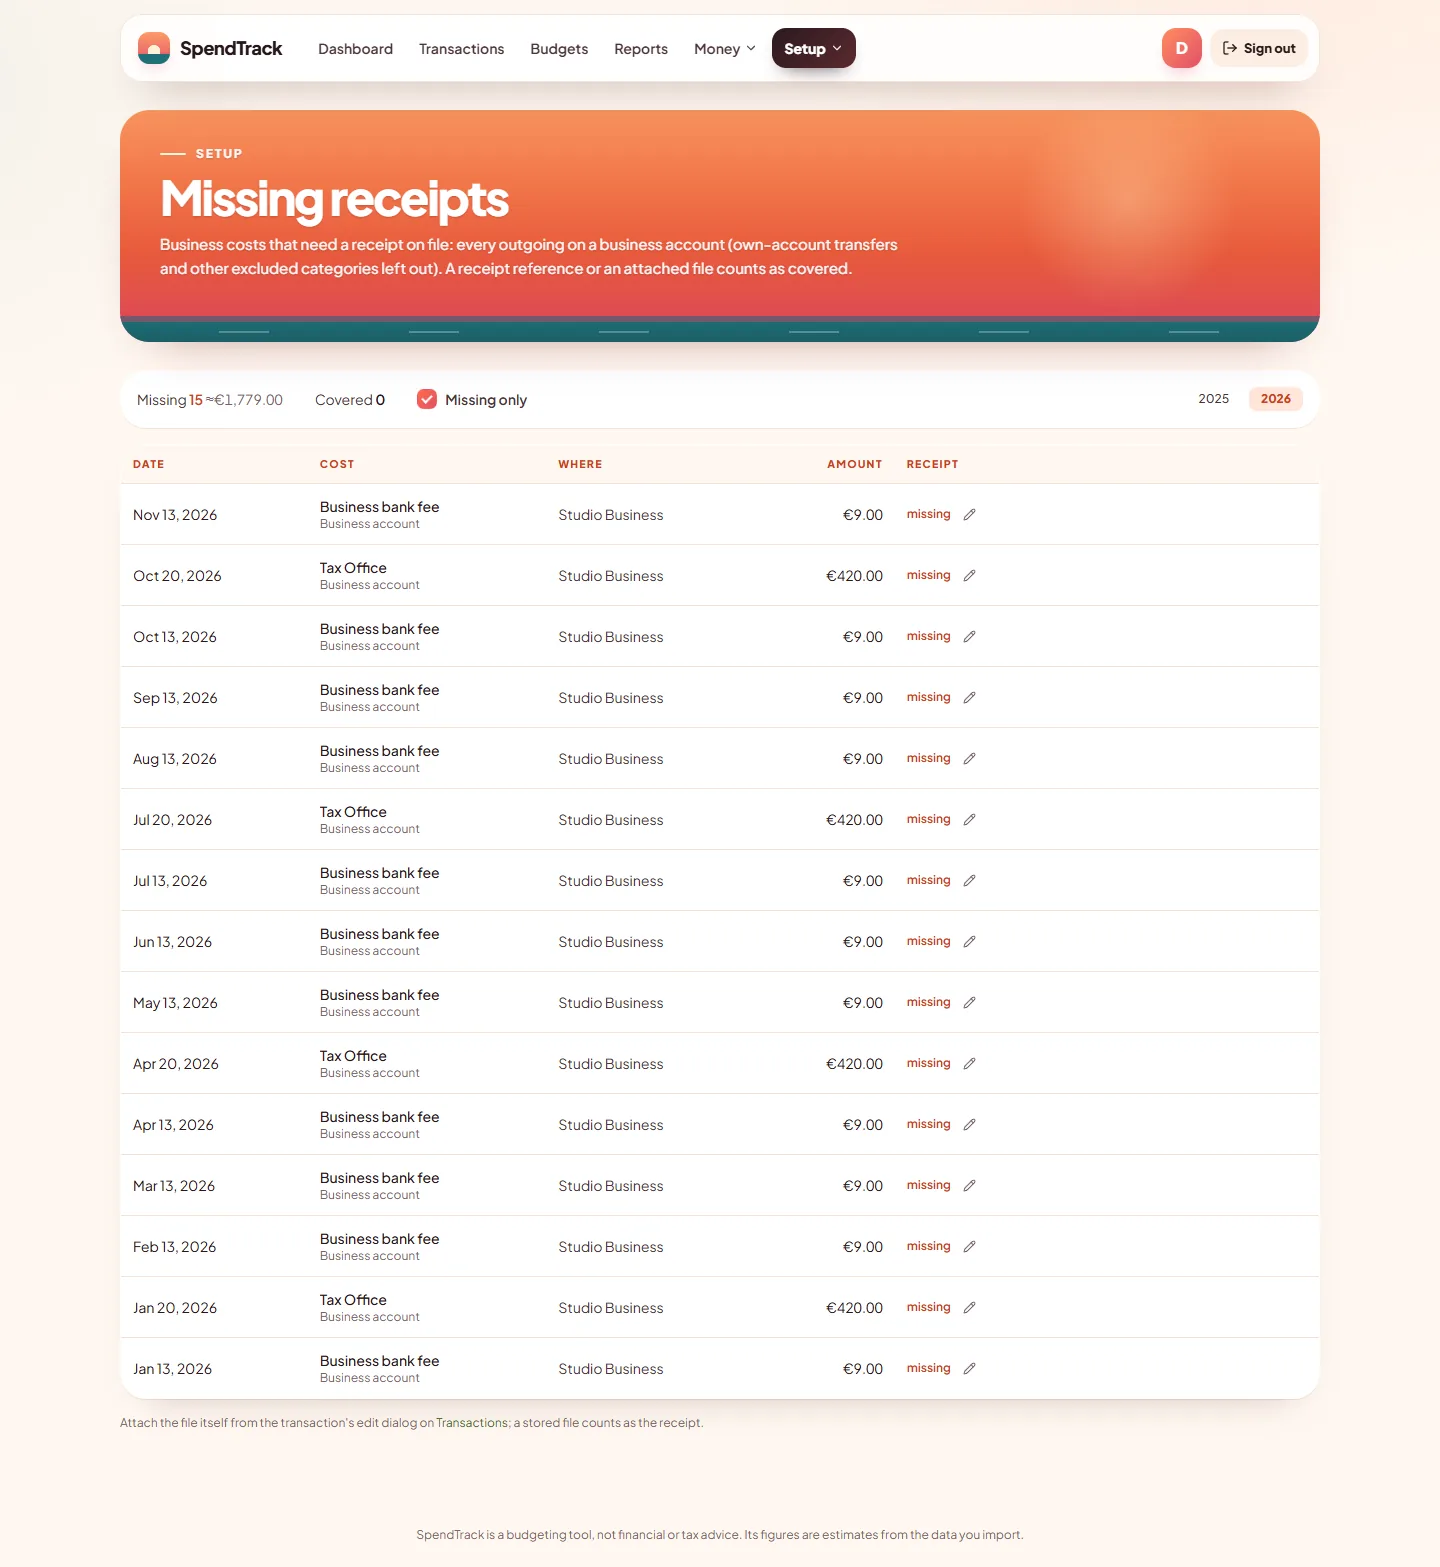 SpendTrack Dashboard Transactions Budgets Reports Money Setup D Sign out
SETUP
Missing receipts
Business costs that need a receipt on file: every outgoing on a business account (own-account transfers
and other excluded categories left out). A receipt reference or an attached file counts as covered.
Missing 15 ≈€1,779.00 Covered 0 Missing only 2025 2026
DATE COST WHERE AMOUNT RECEIPT
Nov 13, 2026 Business bank fee Studio Business €9.00 missing
Business account
Oct 20, 2026 Tax Office Studio Business €420.00 missing
Business account
Oct 13, 2026 Business bank fee Studio Business €9.00 missing
Business account
Sep 13, 2026 Business bank fee Studio Business €9.00 missing
Business account
Aug 13, 2026 Business bank fee Studio Business €9.00 missing
Business account
Jul 20, 2026 Tax Office Studio Business €420.00 missing
Business account
Jul 13, 2026 Business bank fee Studio Business €9.00 missing
Business account
Jun 13, 2026 Business bank fee Studio Business €9.00 missing
Business account
May 13, 2026 Business bank fee Studio Business €9.00 missing
Business account
Apr 20, 2026 Tax Office Studio Business €420.00 missing
Business account
Apr 13, 2026 Business bank fee Studio Business €9.00 missing
Business account
Mar 13, 2026 Business bank fee Studio Business €9.00 missing
Business account
Feb 13, 2026 Business bank fee Studio Business €9.00 missing
Business account
Jan 20, 2026 Tax Office Studio Business €420.00 missing
Business account
Jan 13, 2026 Business bank fee Studio Business €9.00 missing
Business account
Attach the file itself from the transaction's edit dialog on Transactions; a stored file counts as the receipt.
SpendTrack is a budgeting tool, not financial or tax advice. Its figures are estimates from the data you import.